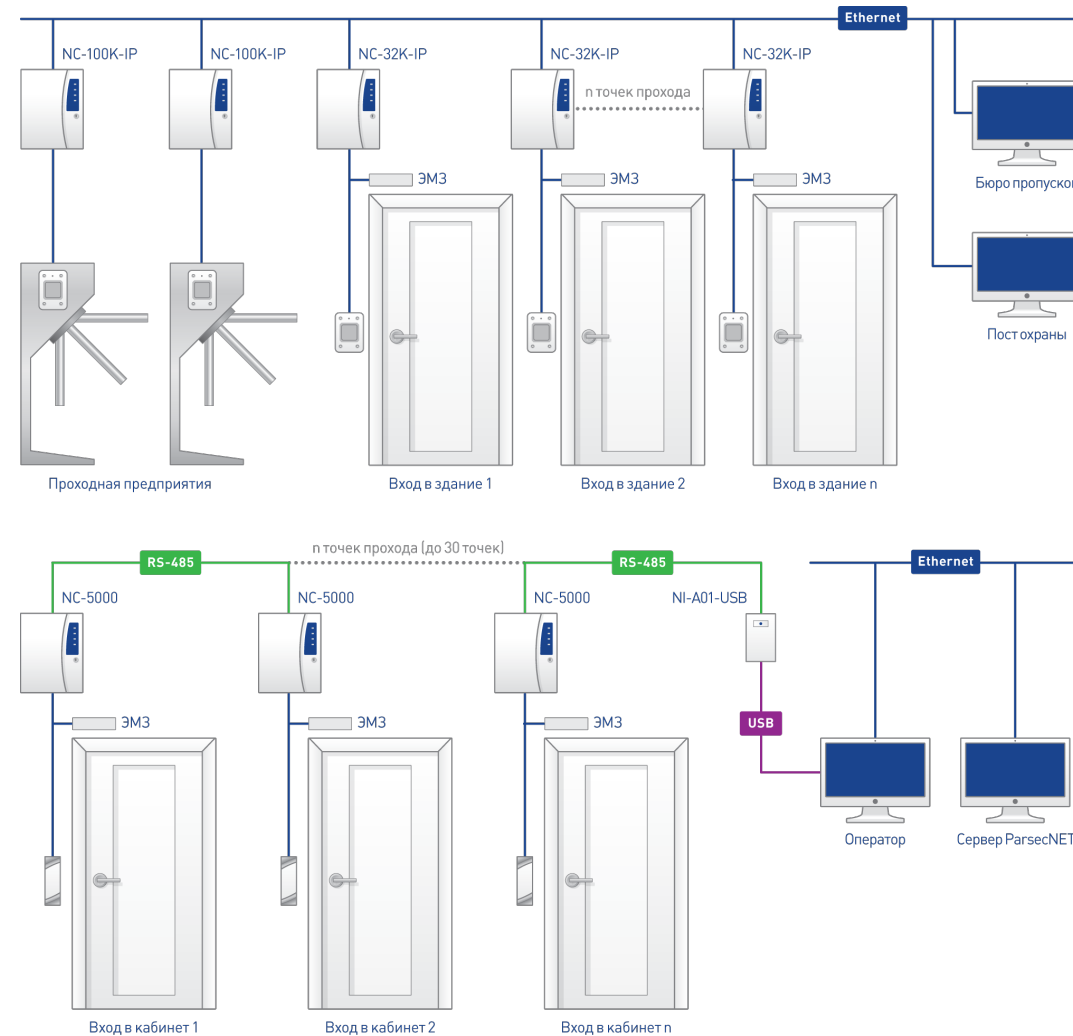 Ethernet
NC-100K-IP
NC-100K-IP
NC-32K-IP
NC-32K-IP
NC-32K-IP
n точек прохода
ЭМЗ
ЭМЗ
ЭМЗ
Бюро пропусков
Пост охраны
Проходная предприятия
Вход в здание 1
Вход в здание 2
Вход в здание n
n точек прохода (до 30 точек)
RS-485
RS-485
Ethernet
NC-5000
NC-5000
NC-5000
NI-A01-USB
ЭМЗ
ЭМЗ
ЭМЗ
USB
Оператор
Сервер ParsecNET
Вход в кабинет 1
Вход в кабинет 2
Вход в кабинет n